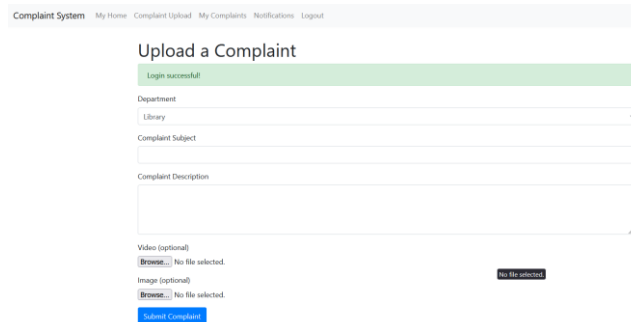 Complaint System My Home Complaint Upload My Complaints Notifications Logout
Upload a Complaint
Login successful!
Department
Library
Complaint Subject
Complaint Description
Video (optional)
Browse... No file selected.
No file selected.
Image (optional)
Browse... No file selected.
Submit Complaint